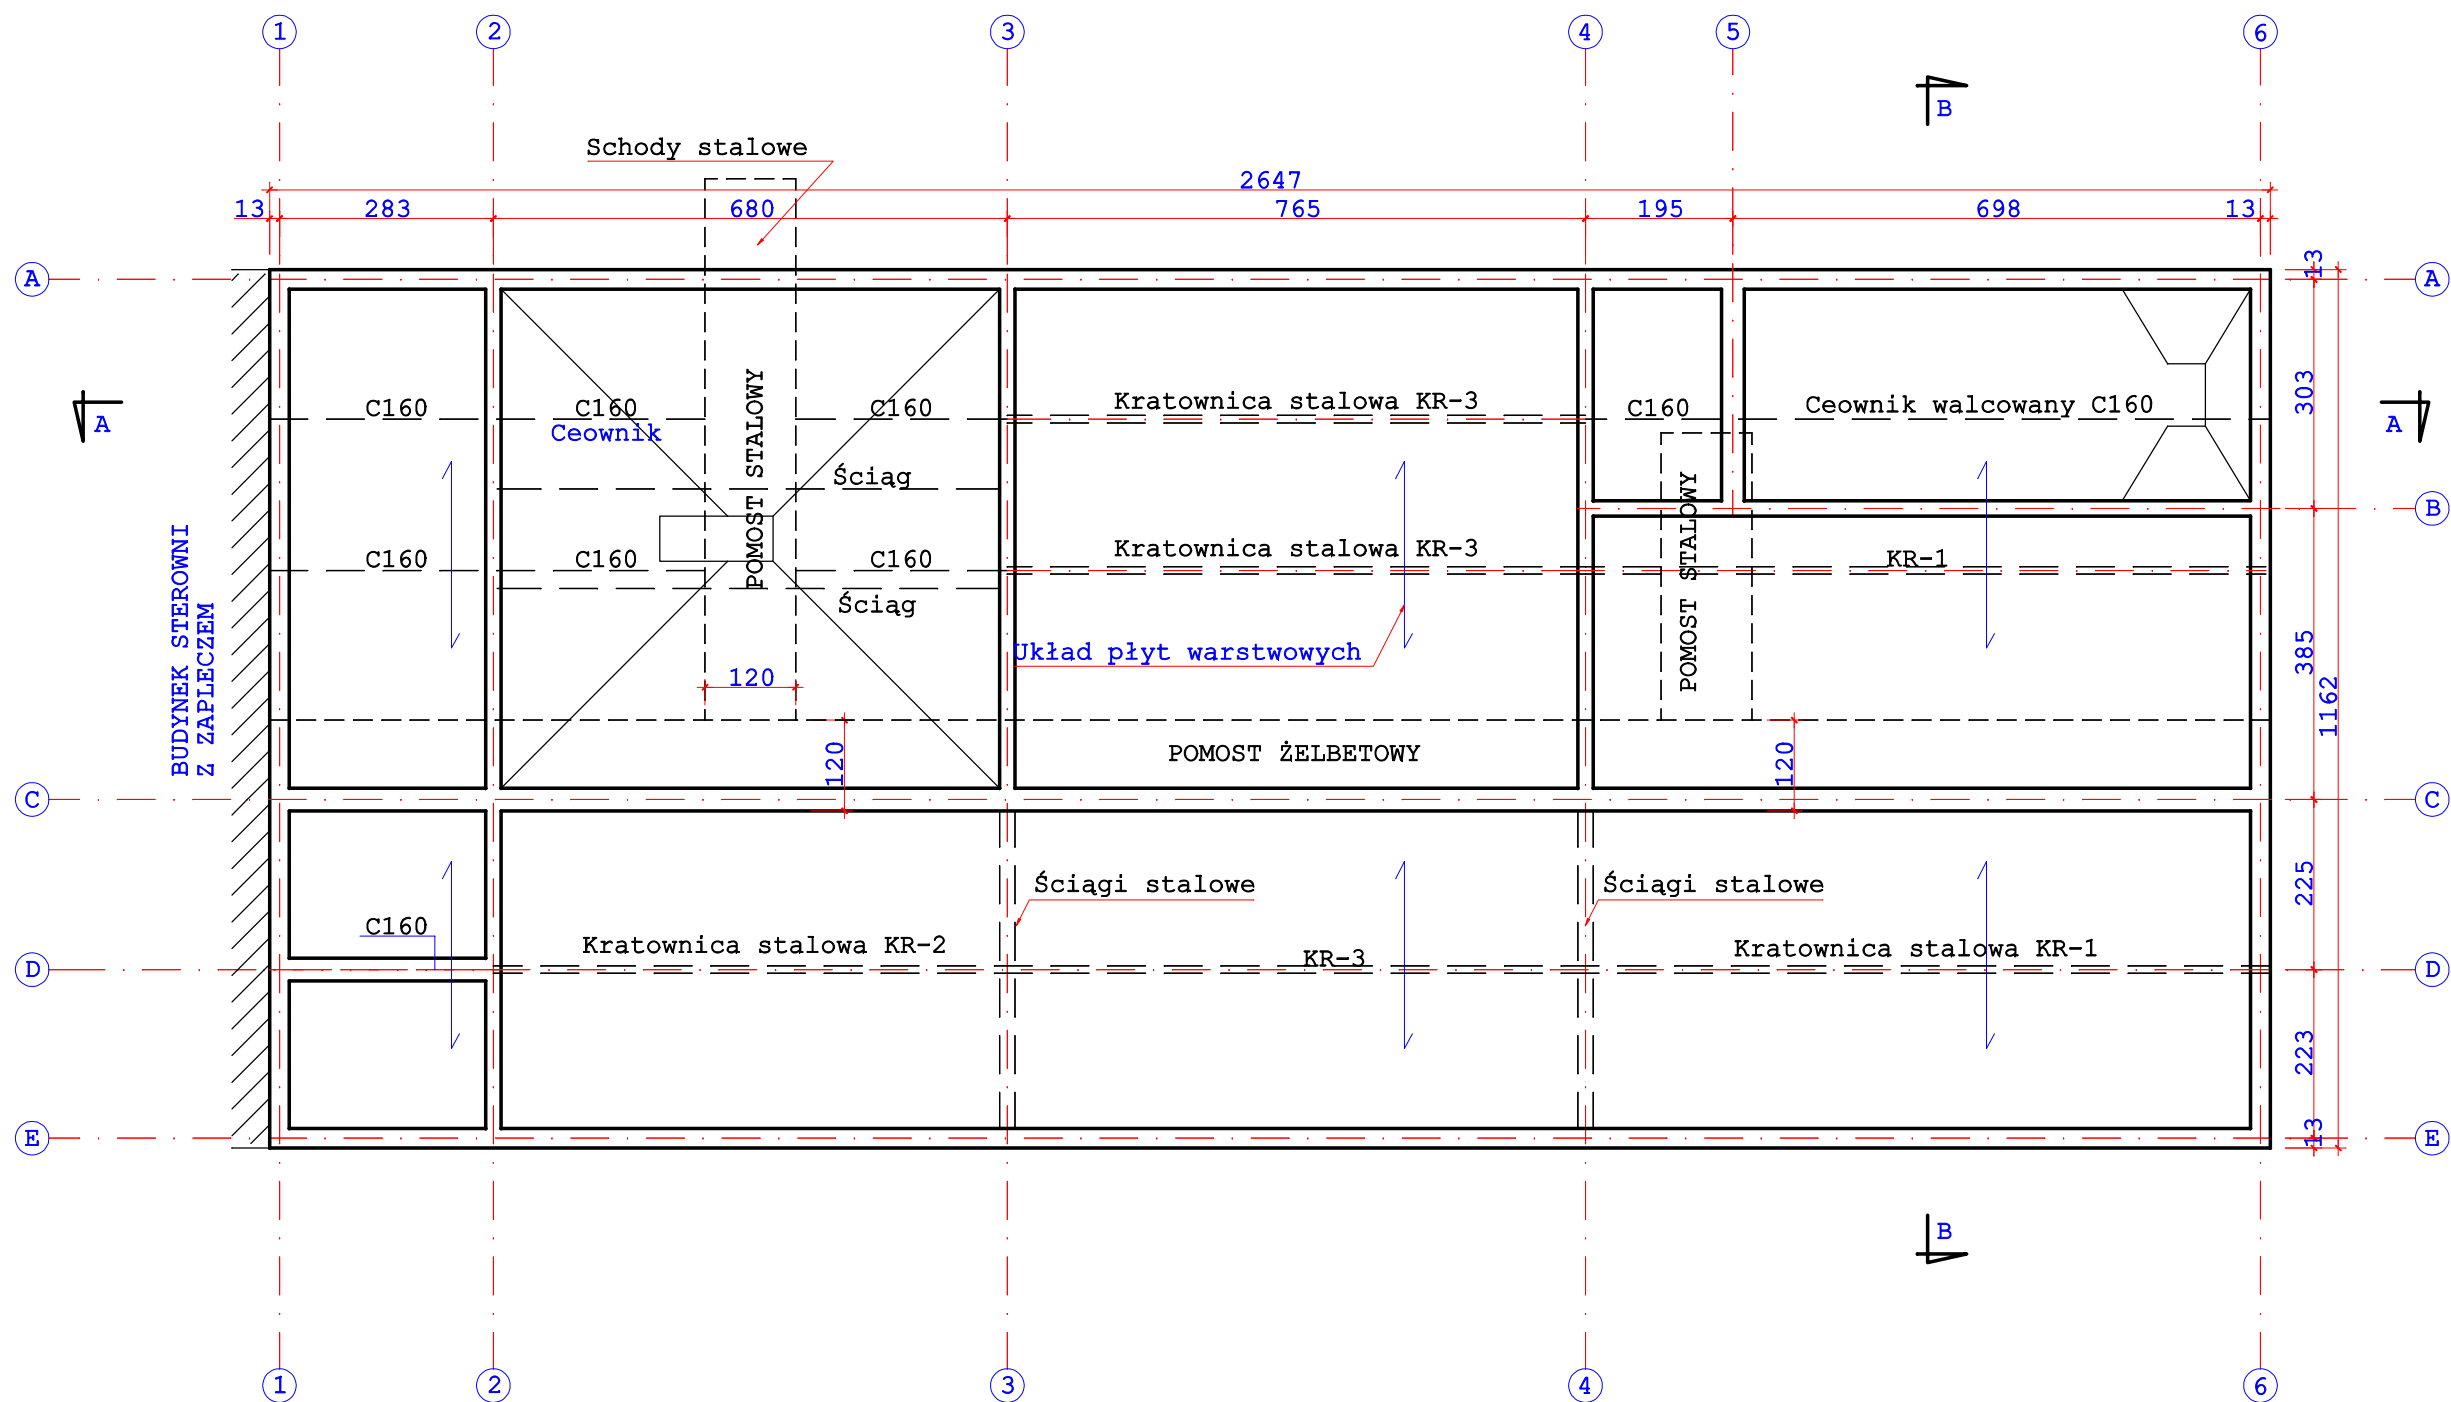 1 2 3 4 5 6
B
Schody stalowe
2647
13 283 680 765 195 698 13
A
13
A
C160 C160 C160 Kratownica stalowa KR-3 C160 Ceownik walcowany C160
303
A
Ceownik
A
POMOST STALOWY
Ściąg
B
C160 C160 C160 Kratownica stalowa KR-3 KR-1
POMOST STALOWY
Ściąg
BUDYNEK STEROWNI
Z ZAPLECZEM
Układ płyt warstwowych
385
1162
120
POMOST ŻELBETOWY
120
120
C
C
Ściągi stalowe
Ściągi stalowe
225
C160
Kratownica stalowa KR-2
KR-3
Kratownica stalowa KR-1
D
D
223
E
13
E
B
1 2 3 4 6